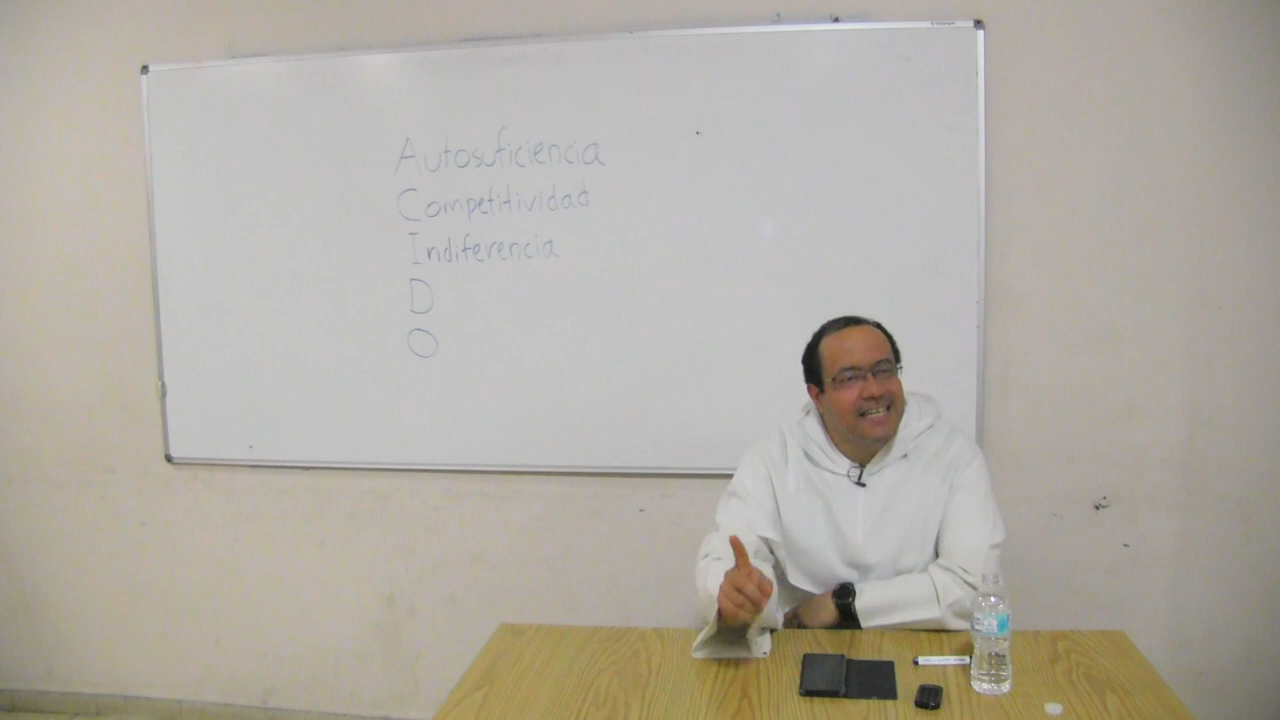 Autosuficiencia
Competitividad
Indiferencia
D
O